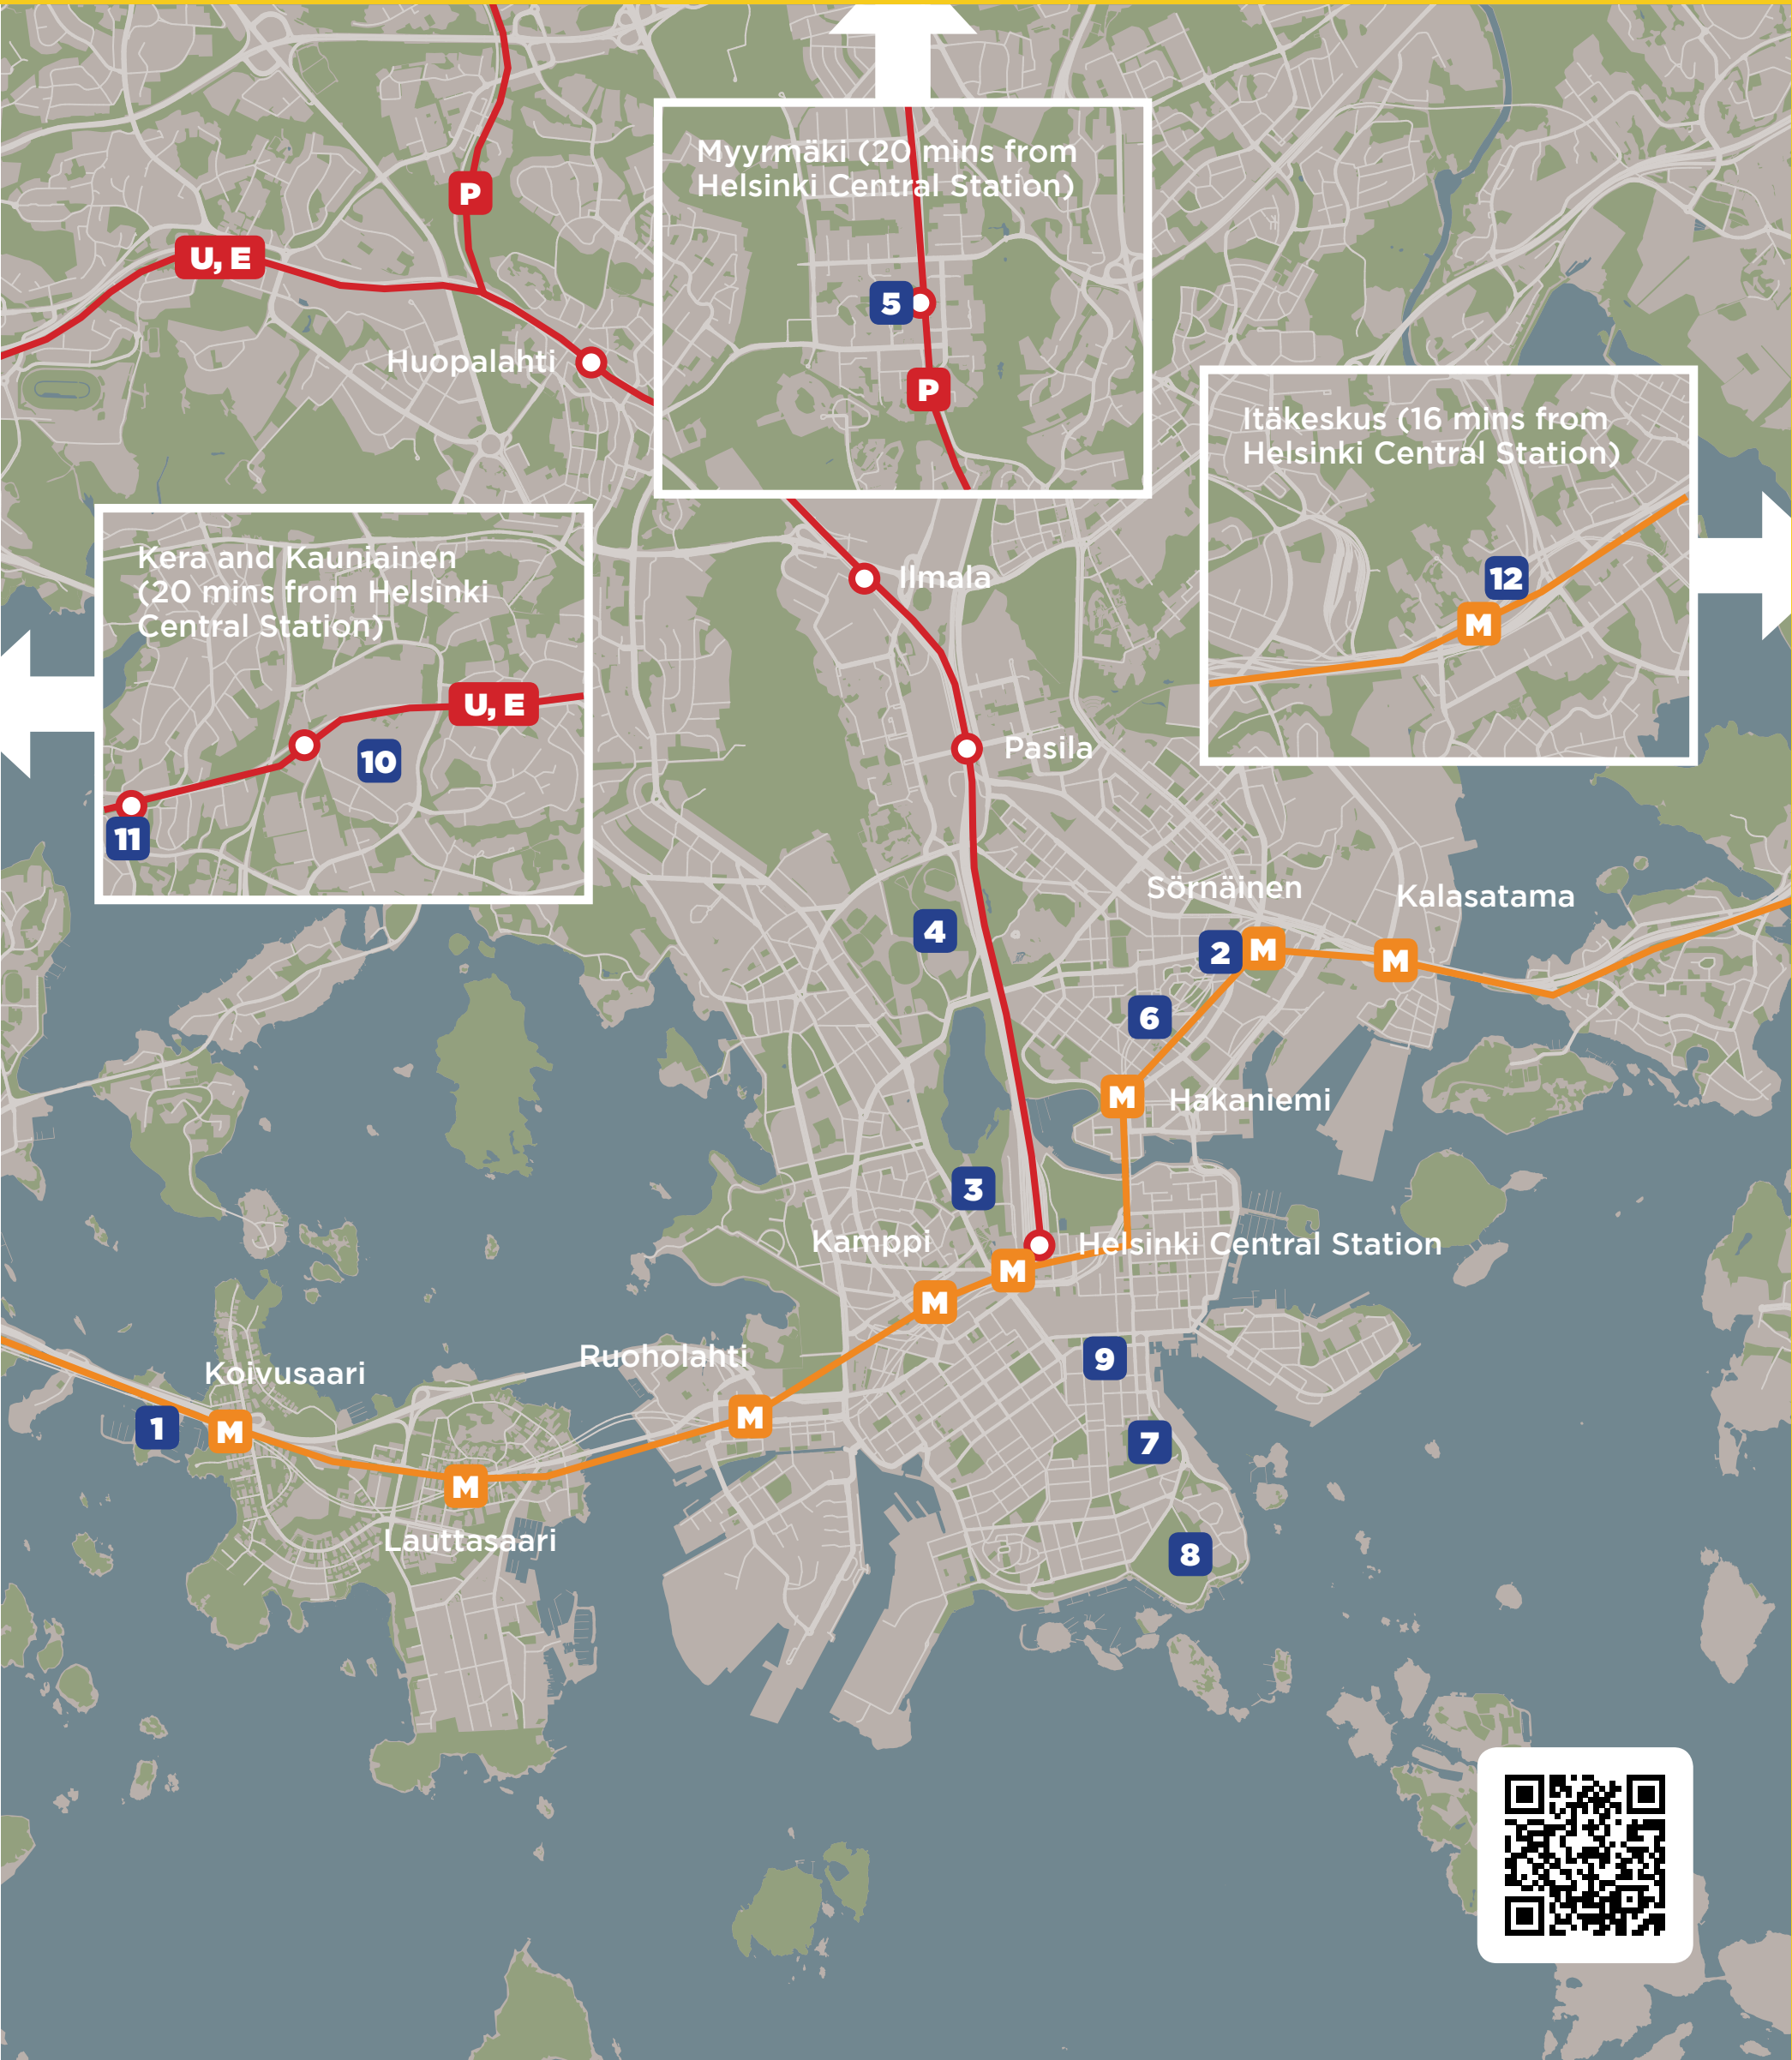 P
U, E
Huopalahti
Myyrmäki (20 mins from
Helsinki Central Station)
5
P
Itäkeskus (16 mins from
Helsinki Central Station)
12
M
Kera and Kauniainen
(20 mins from Helsinki
Central Station)
U, E
10
11
Ilmala
Pasila
Sörnäinen
Kalasatama
4
2
M
M
6
M
Hakaniemi
3
Kamppi
Helsinki Central Station
M
M
Ruoholahti
9
Koivusaari
1
M
M
7
M
Lauttasaari
8